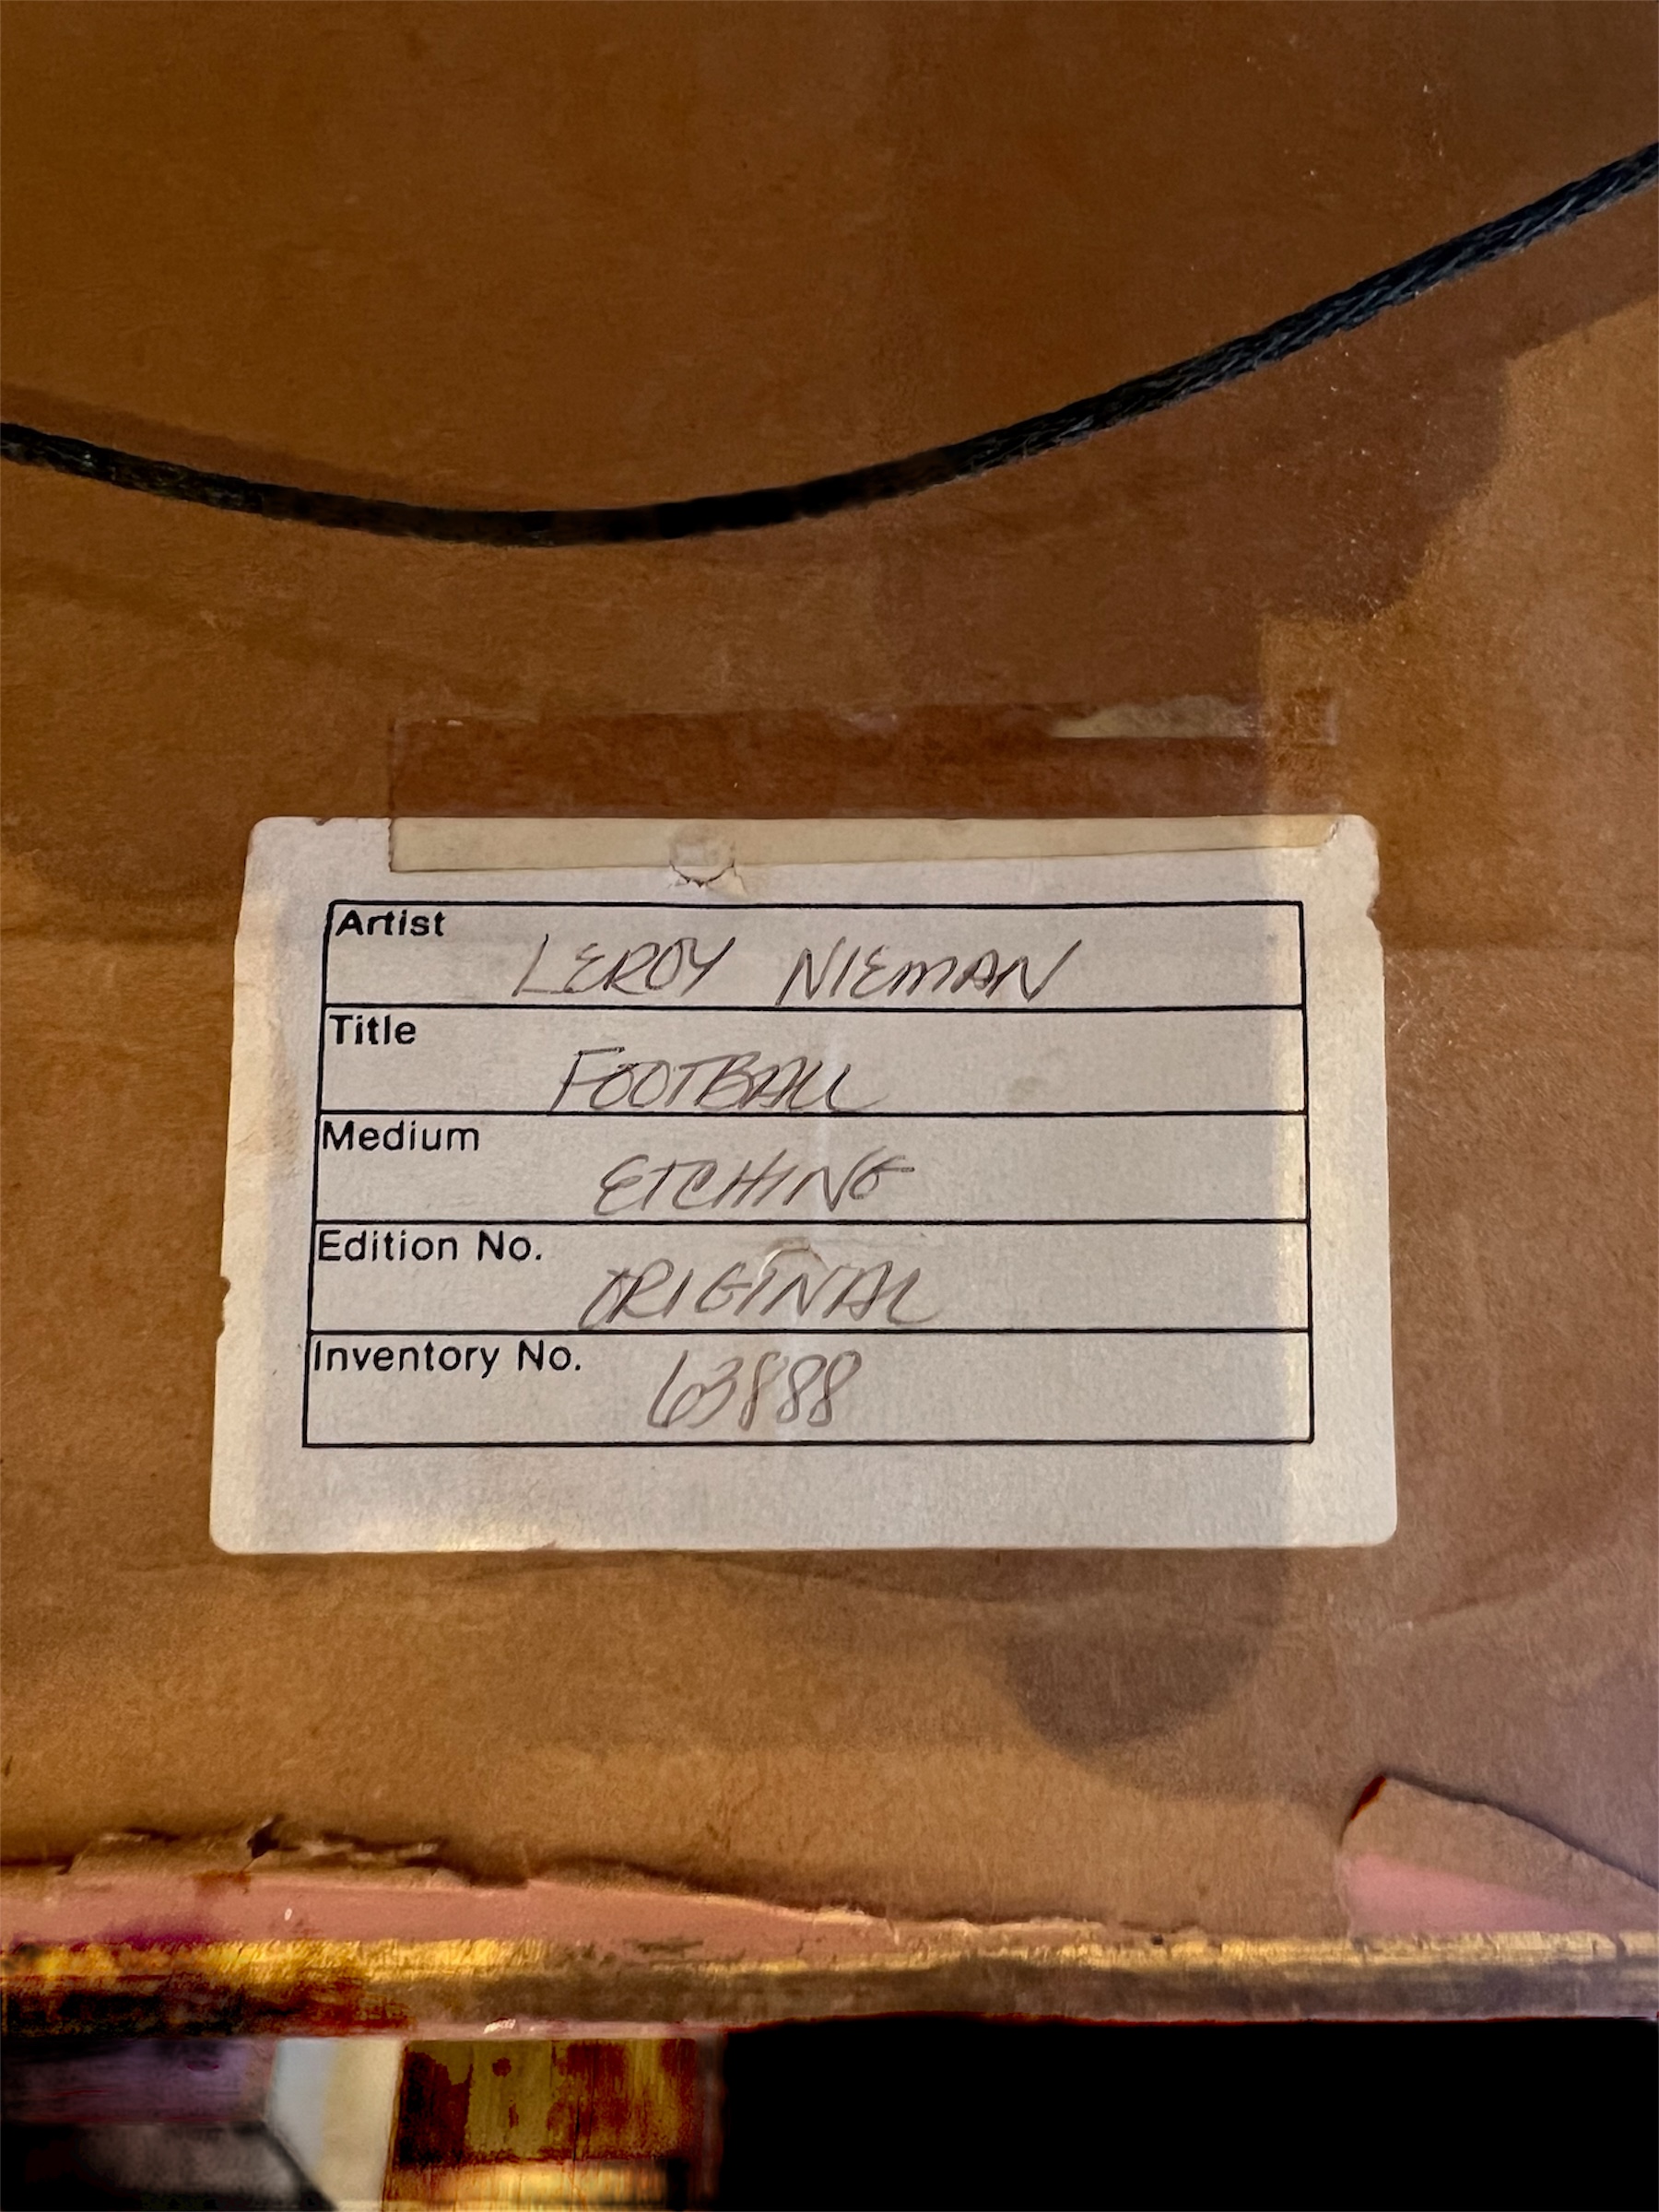 Artist
LEROY NIEMAN
Title
FOOTBALL
Medium
ETCHING
Edition No.
ORIGINAL
Inventory No.
63888